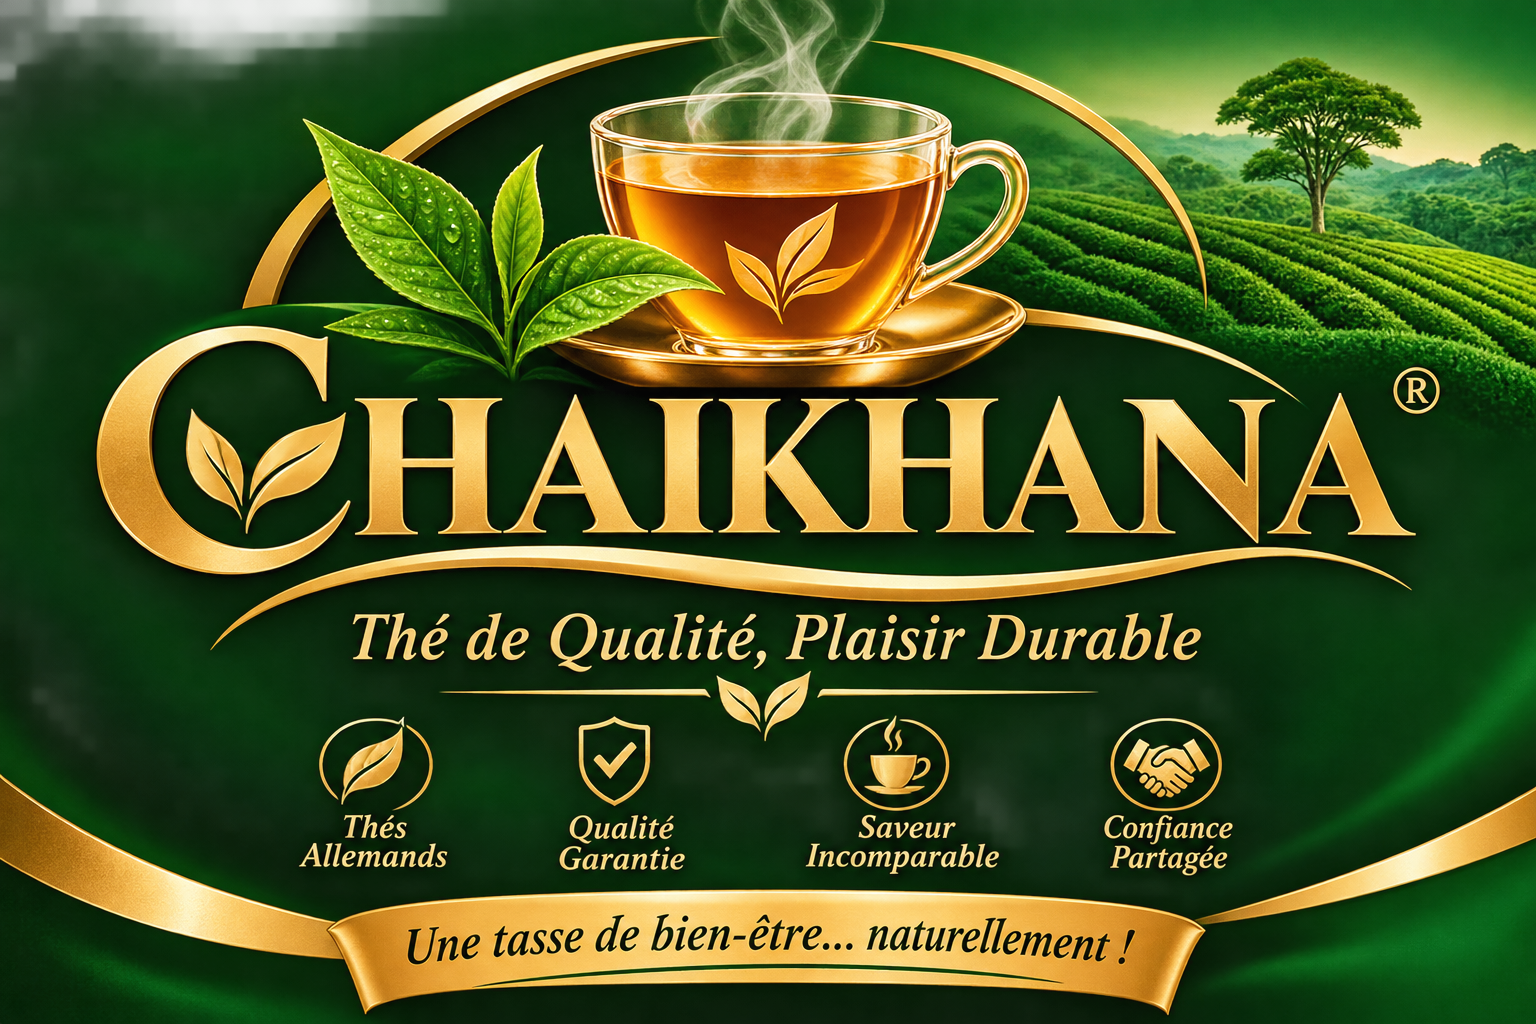 CHAIKHANA®
Thé de Qualité, Plaisir Durable
Thés
Allemands
Qualité
Garantie
Saveur
Incomparable
Confiance
Partagée
Une tasse de bien-être... naturellement !